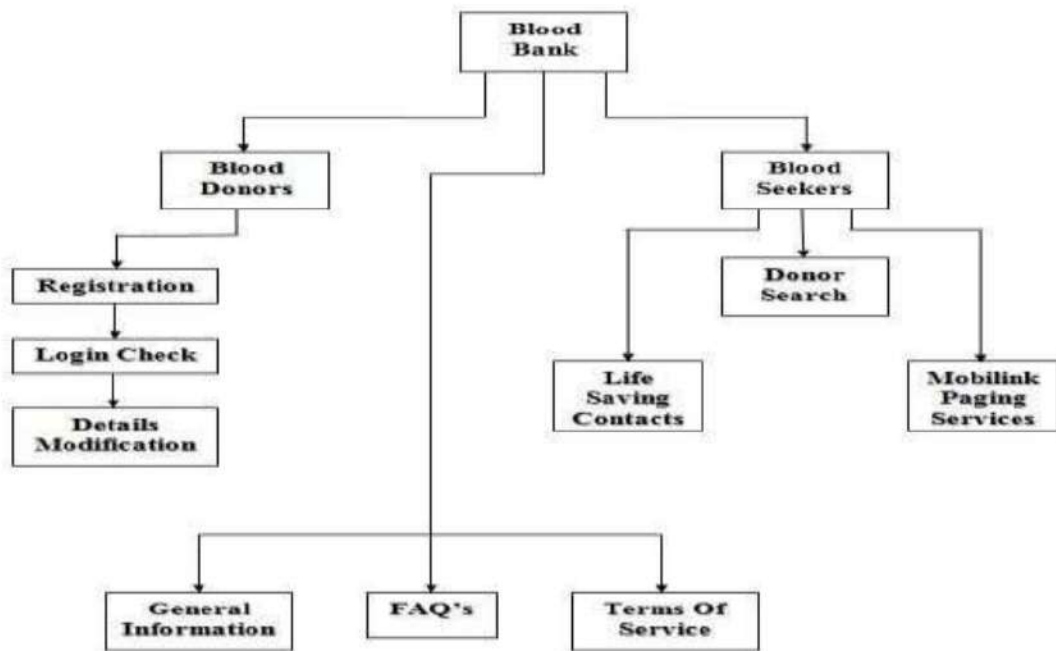 Blood
Bank
Blood
Donors
Blood
Seekers
Registration
Donor
Search
Login Check
Life
Saving
Contacts
Mobilink
Paging
Services
Details
Modification
General
Information
FAQ's
Terms Of
Service